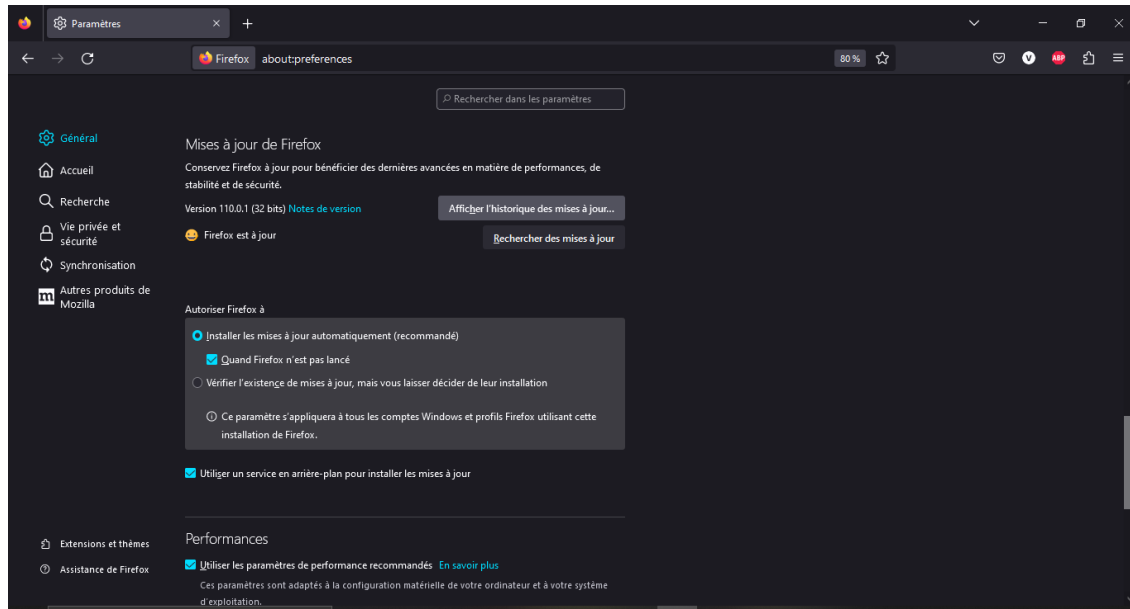 Paramètres
Firefox about:preferences 80 %
V
ABP
Rechercher dans les paramètres
Général
Accueil
Recherche
Vie privée et
sécurité
Synchronisation
m
Autres produits de
Mozilla
Extensions et thèmes
Assistance de Firefox
Mises à jour de Firefox
Conservez Firefox à jour pour bénéficier des dernières avancées en matière de performances, de
stabilité et de sécurité.
Version 110.0.1 (32 bits) Notes de version
Afficher l'historique des mises à jour...
Firefox est à jour
Rechercher des mises à jour
Autoriser Firefox à
Installer les mises à jour automatiquement (recommandé)
Quand Firefox n'est pas lancé
Vérifier l'existence de mises à jour, mais vous laisser décider de leur installation
Ce paramètre s'appliquera à tous les comptes Windows et profils Firefox utilisant cette
installation de Firefox.
Utiliser un service en arrière-plan pour installer les mises à jour
Performances
Utiliser les paramètres de performance recommandés En savoir plus
Ces paramètres sont adaptés à la configuration matérielle de votre ordinateur et à votre système
d'exploitation.